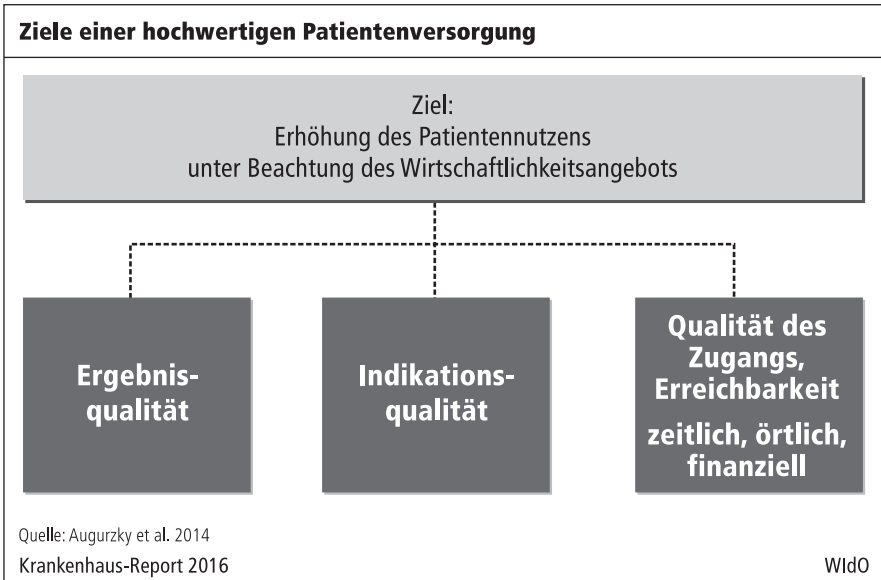 Ziele einer hochwertigen Patientenversorgung
Ziel:
Erhöhung des Patientennutzens
unter Beachtung des Wirtschaftlichkeitsangebots
Ergebnis-
qualität
Indikations-
qualität
Qualität des
Zugangs,
Erreichbarkeit
zeitlich, örtlich,
finanziell
Quelle: Augurzky et al. 2014
Krankenhaus-Report 2016
WIdO